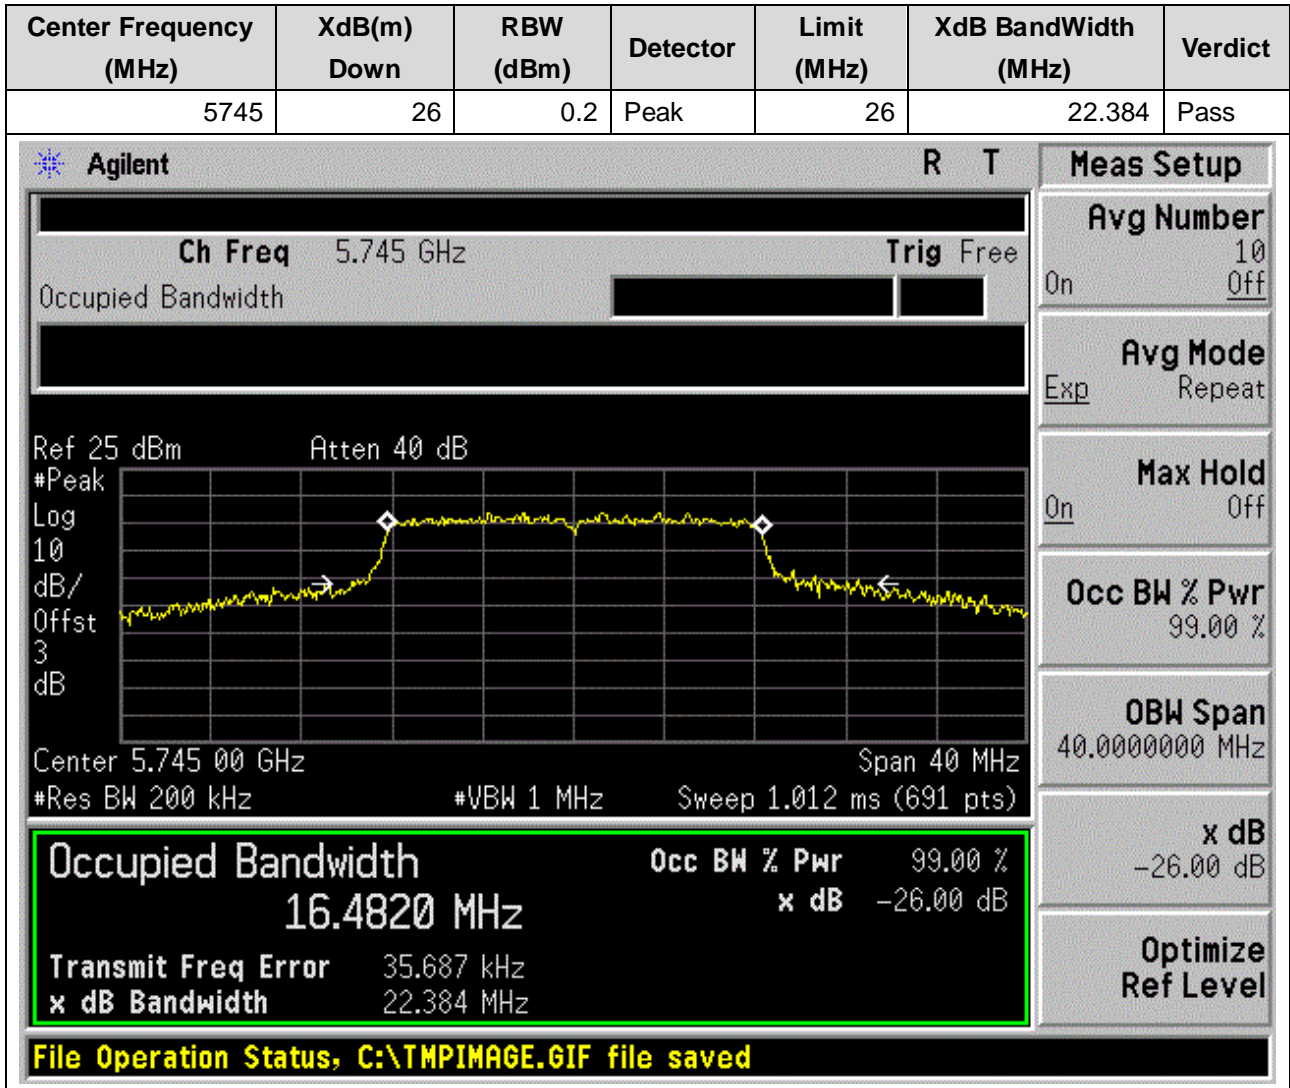 Center Frequency (MHz) XdB(m) Down RBW (dBm) Detector Limit (MHz) XdB BandWidth (MHz) Verdict
5745 26 0.2 Peak 26 22.384 Pass
Agilent R T
Ch Freq 5.745 GHz Trig Free
Occupied Bandwidth
Ref 25 dBm Atten 40 dB
#Peak
Log
10
dB/
Offst
3
dB
Center 5.745 00 GHz Span 40 MHz
#Res BW 200 kHz #VBW 1 MHz Sweep 1.012 ms (691 pts)
Occupied Bandwidth Occ BW % Pwr 99.00 %
16.4820 MHz x dB -26.00 dB
Transmit Freq Error 35.687 kHz
x dB Bandwidth 22.384 MHz
File Operation Status, C:\TMPIMAGE.GIF file saved
Meas Setup
Avg Number
10
On Off
Avg Mode
Exp Repeat
Max Hold
On Off
Occ BW % Pwr
99.00 %
OBW Span
40.0000000 MHz
x dB
-26.00 dB
Optimize
Ref Level